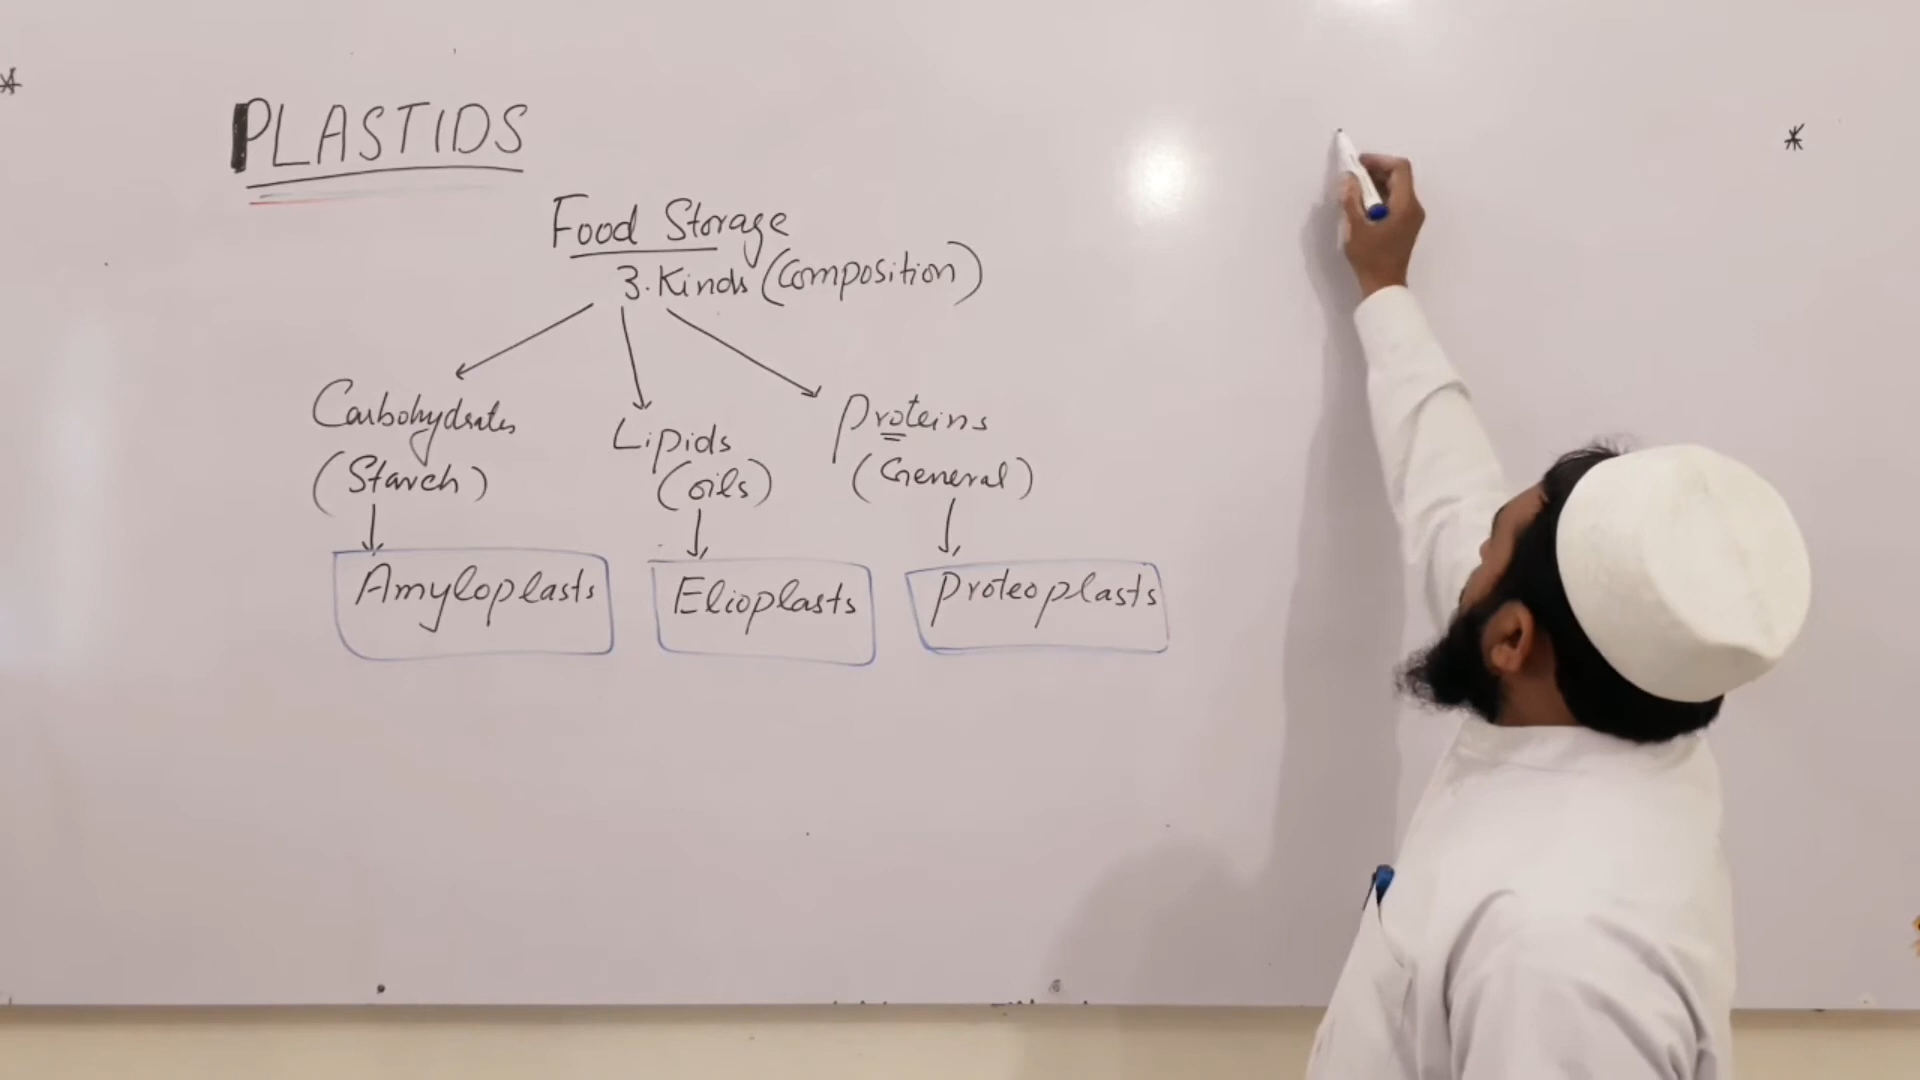 PLASTIDS
Food Storage
3. Kinds (Composition)
Carbohydrates
(Starch)
Lipids
(oils)
Proteins
(General)
Amyloplasts
Elioplasts
Proteoplasts